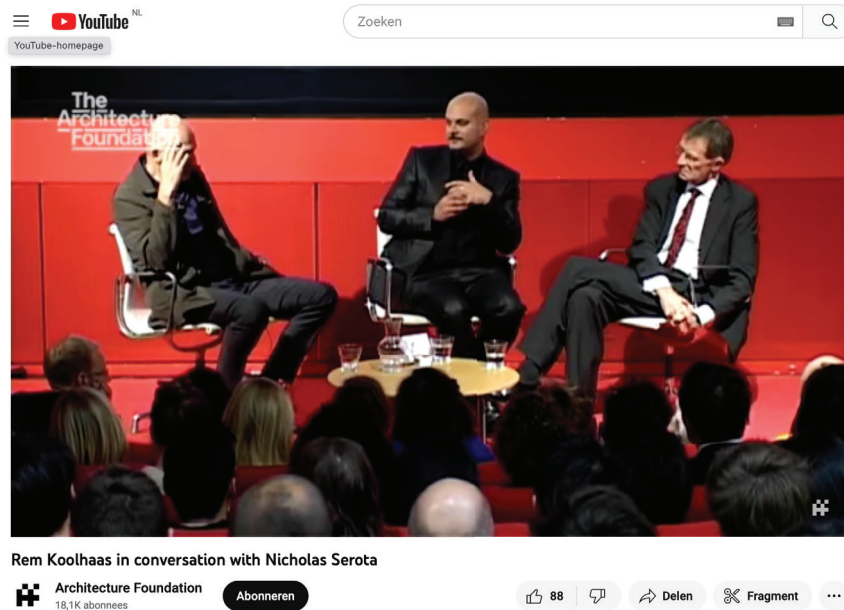 YouTube NL
Zoeken
YouTube-homepage
The
Architecture
Foundation
Rem Koolhaas in conversation with Nicholas Serota
Architecture Foundation
18,1K abonnees
Abonneren
88
Delen
Fragment